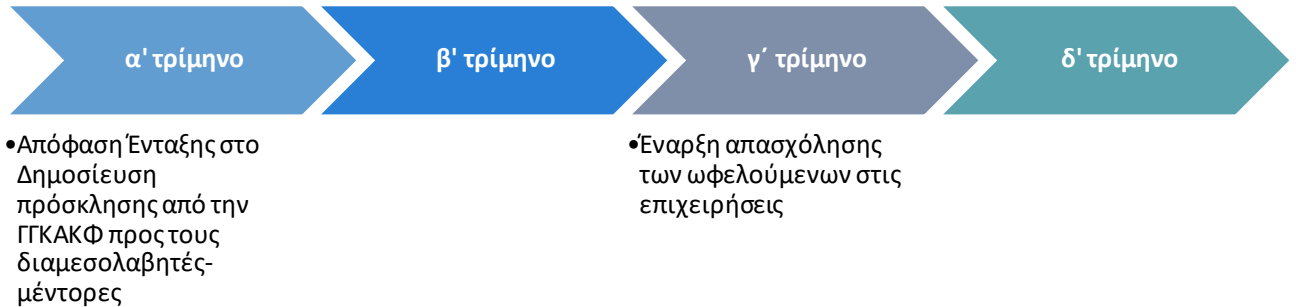 α' τρίμηνο
β' τρίμηνο
γ΄ τρίμηνο
δ' τρίμηνο
•Απόφαση Ένταξης στο
Δημοσίευση
πρόσκλησης από την
ΓΓΚΑΚΦ προς τους
διαμεσολαβητές-
μέντορες
•Έναρξη απασχόλησης
των ωφελούμενων στις
επιχειρήσεις